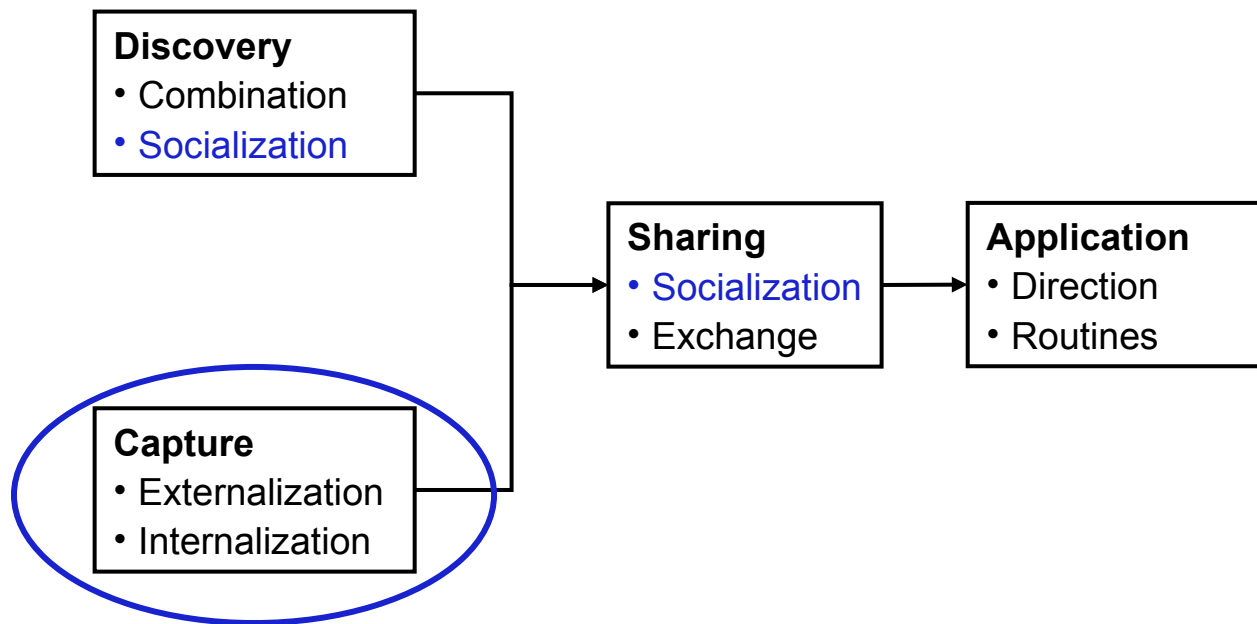 Discovery
• Combination
• Socialization
Capture
• Externalization
• Internalization
Sharing
• Socialization
• Exchange
Application
• Direction
• Routines